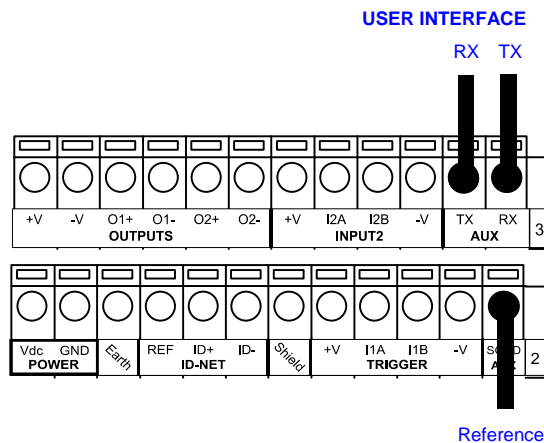 USER INTERFACE
RX TX
+V -V O1+ O1- O2+ O2- +V I2A I2B -V TX RX
OUTPUTS INPUT2 AUX 3
Vdc GND Earth REF ID+ ID- Shield +V I1A I1B -V
POWER ID-NET TRIGGER 2
Reference